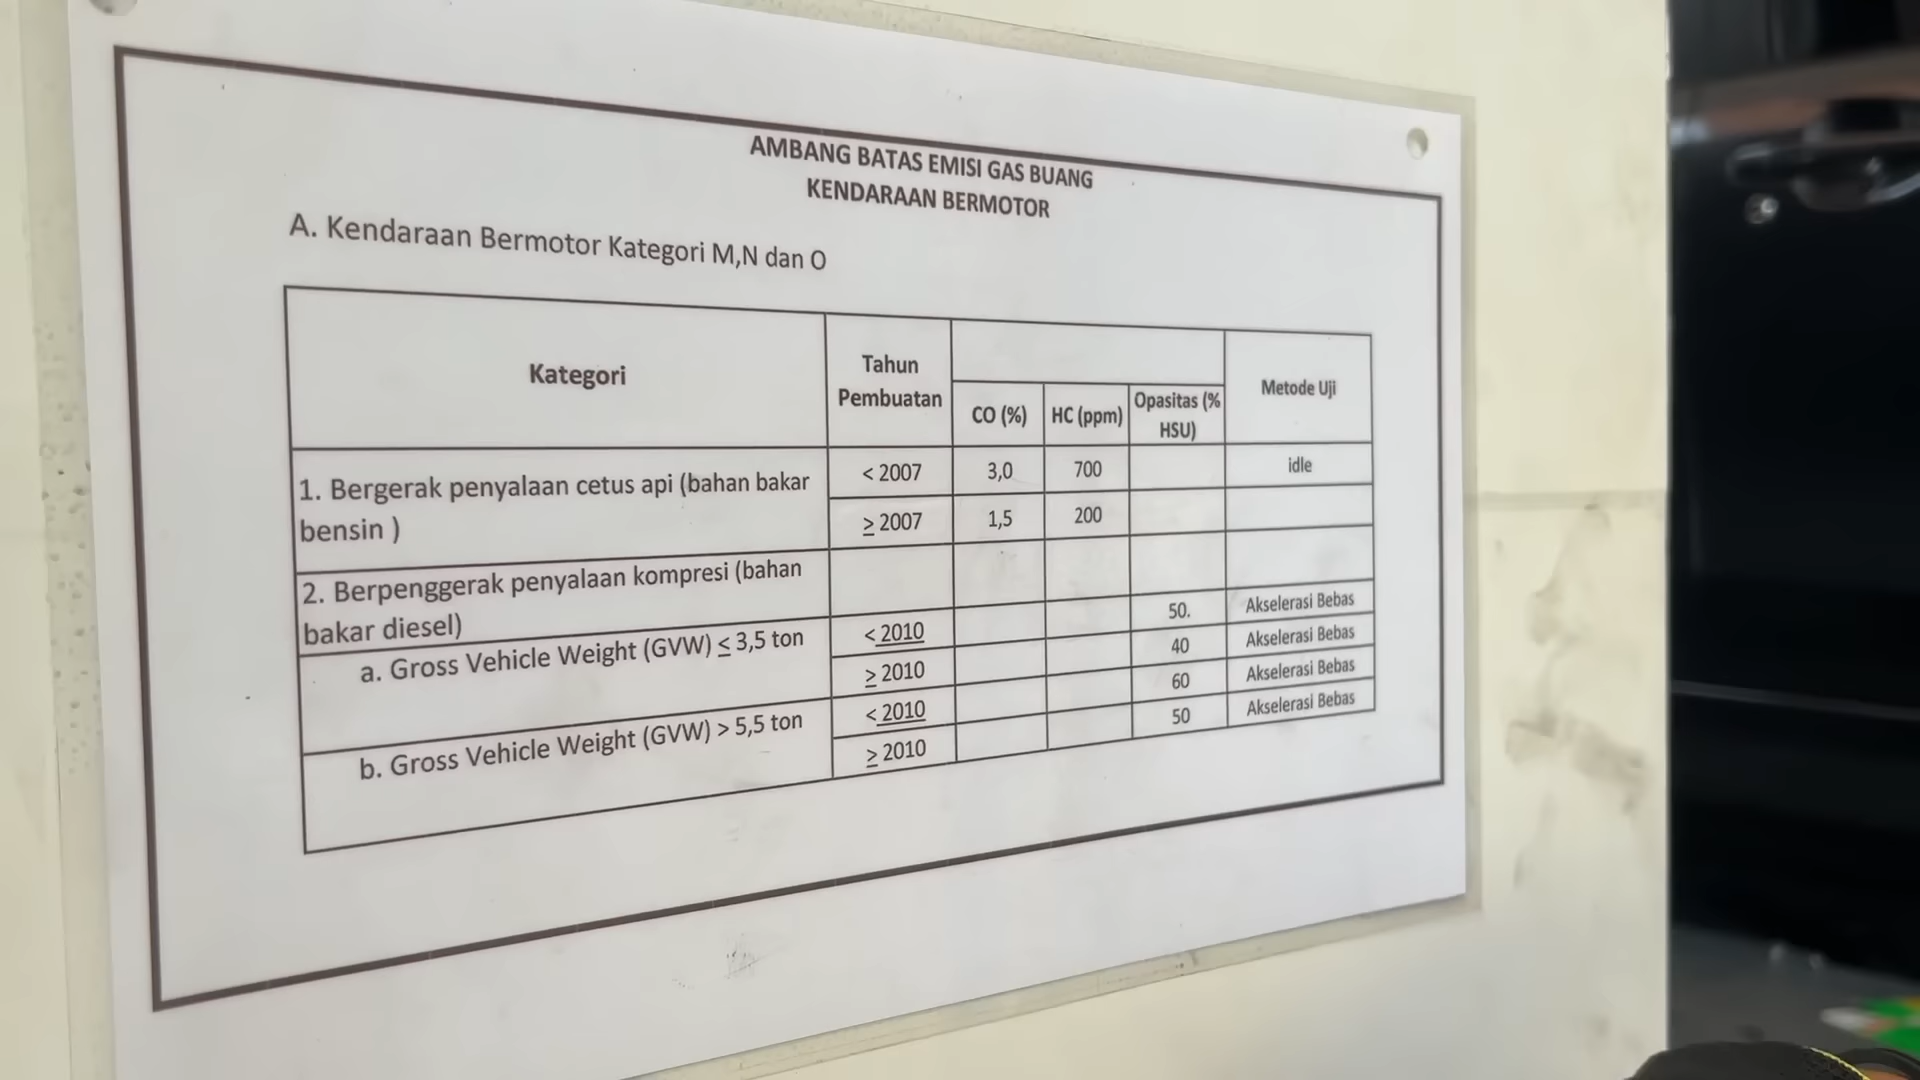 AMBANG BATAS EMISI GAS BUANG
KENDARAAN BERMOTOR
A. Kendaraan Bermotor Kategori M,N dan O
Kategori
Tahun
Pembuatan
CO (%)
HC (ppm)
Opasitas (%
HSU)
Metode Uji
1. Bergerak penyalaan cetus api (bahan bakar
bensin )
< 2007
3,0
700
idle
≥ 2007
1,5
200
2. Berpenggerak penyalaan kompresi (bahan
bakar diesel)
a. Gross Vehicle Weight (GVW) ≤ 3,5 ton
< 2010
50.
Akselerasi Bebas
≥ 2010
40
Akselerasi Bebas
b. Gross Vehicle Weight (GVW) > 5,5 ton
< 2010
60
Akselerasi Bebas
≥ 2010
50
Akselerasi Bebas